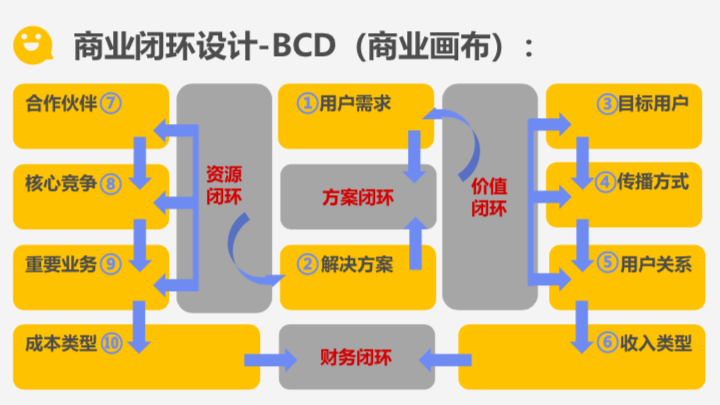 商业闭环设计-BCD（商业画布）：
合作伙伴⑦
①用户需求
③目标用户
核心竞争⑧
资源
闭环
方案闭环
价值
闭环
④传播方式
重要业务⑨
②解决方案
⑤用户关系
成本类型⑩
财务闭环
⑥收入类型